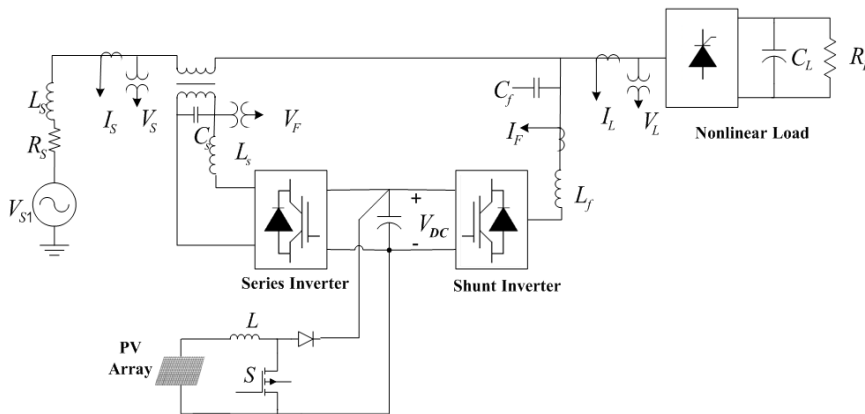 L_S
R_S
V_S1
I_S
V_S
C_s
V_F
L_s
C_f
I_F
L_f
I_L
V_L
C_L
Nonlinear Load
+
V_DC
-
Series Inverter
Shunt Inverter
PV
Array
L
S